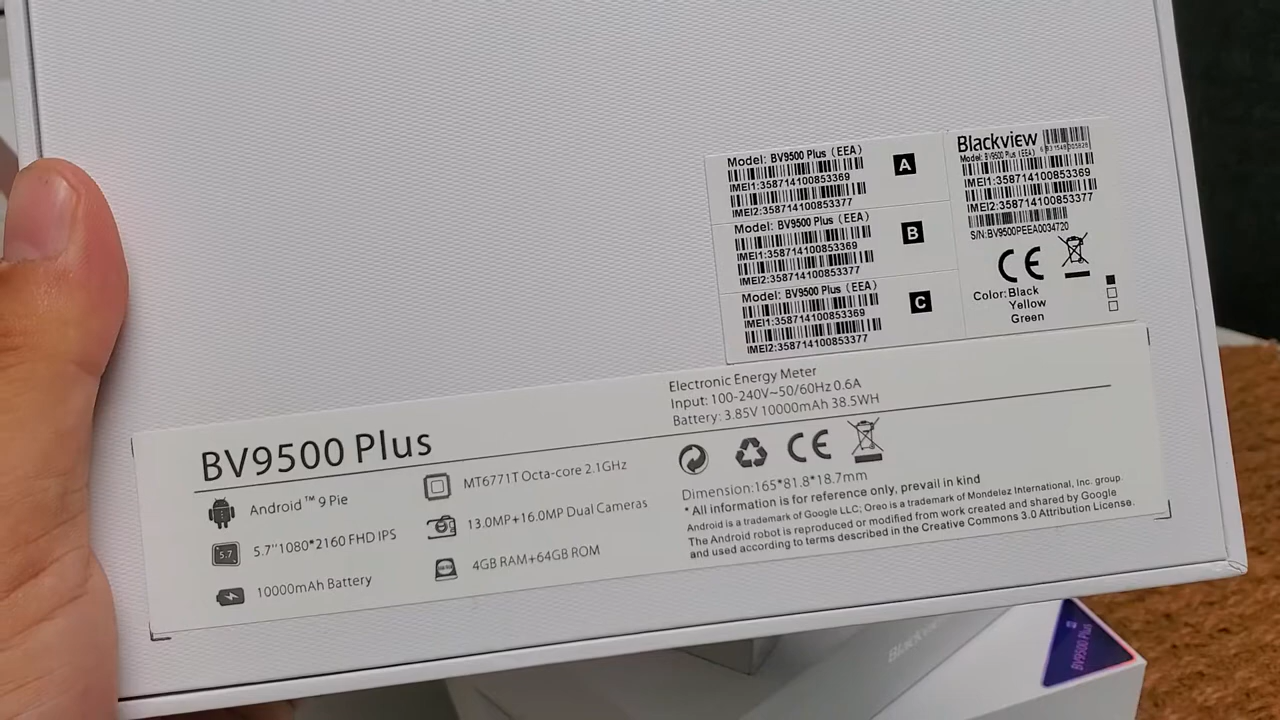 Model: BV9500 Plus (EEA)
IMEI1:358714100853369
IMEI2:358714100853377
A
Model: BV9500 Plus (EEA)
IMEI1:358714100853369
IMEI2:358714100853377
B
Model: BV9500 Plus (EEA)
IMEI1:358714100853369
IMEI2:358714100853377
C
Blackview
Model: BV9500 Plus (EEA)
IMEI1:358714100853369
IMEI2:358714100853377
S/N:BV9500PEEA0034720
CE
Color:Black
Yellow
Green
Electronic Energy Meter
Input: 100-240V~50/60Hz 0.6A
Battery: 3.85V 10000mAh 38.5WH
BV9500 Plus
Android™ 9 Pie
MT6771T Octa-core 2.1GHz
5.7
5.7''1080*2160 FHD IPS
13.0MP+16.0MP Dual Cameras
10000mAh Battery
4GB RAM+64GB ROM
CE
Dimension:165*81.8*18.7mm
* All information is for reference only, prevail in kind
Android is a trademark of Google LLC; Oreo is a trademark of Mondelez International, Inc. group
The Android robot is reproduced or modified from work created and shared by Google
and used according to terms described in the Creative Commons 3.0 Attribution License.
Blackview
BV9500 Plus